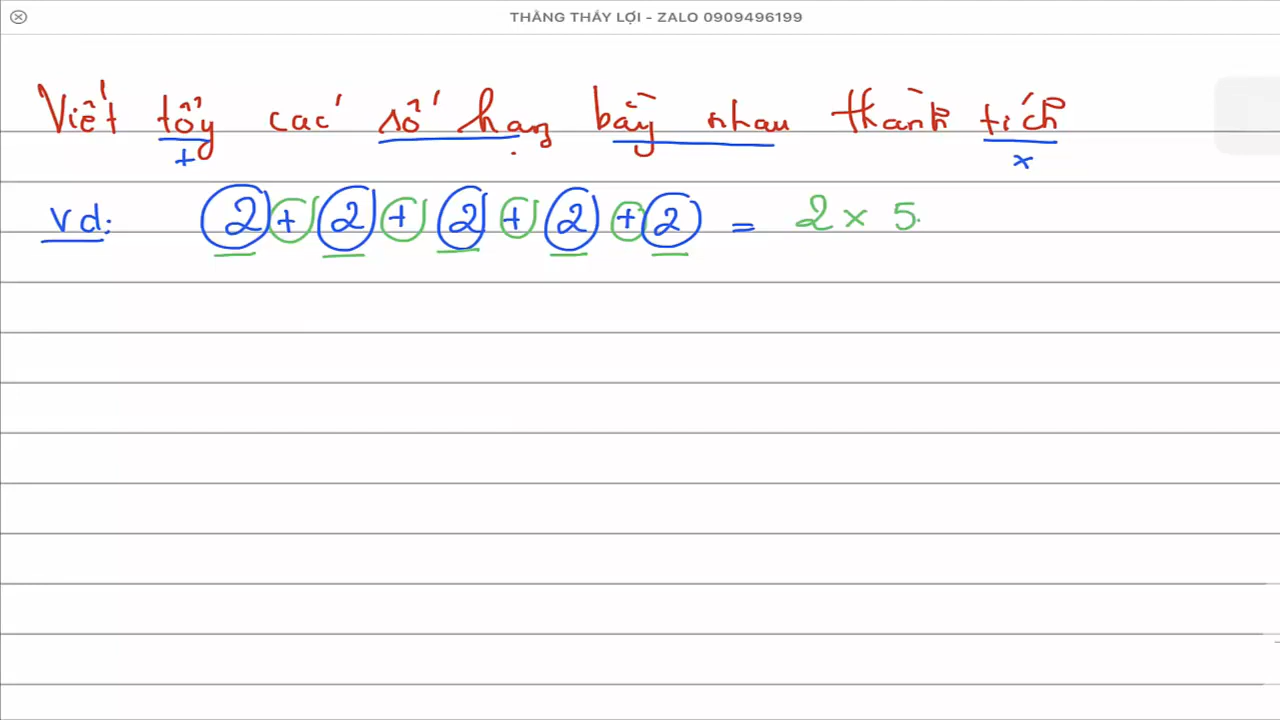 THẮNG THẦY LỢI - ZALO 0909496199
Viết tổng các số hạng bằng nhau thành tích
+ x
vd: 2 + 2 + 2 + 2 + 2 = 2 x 5